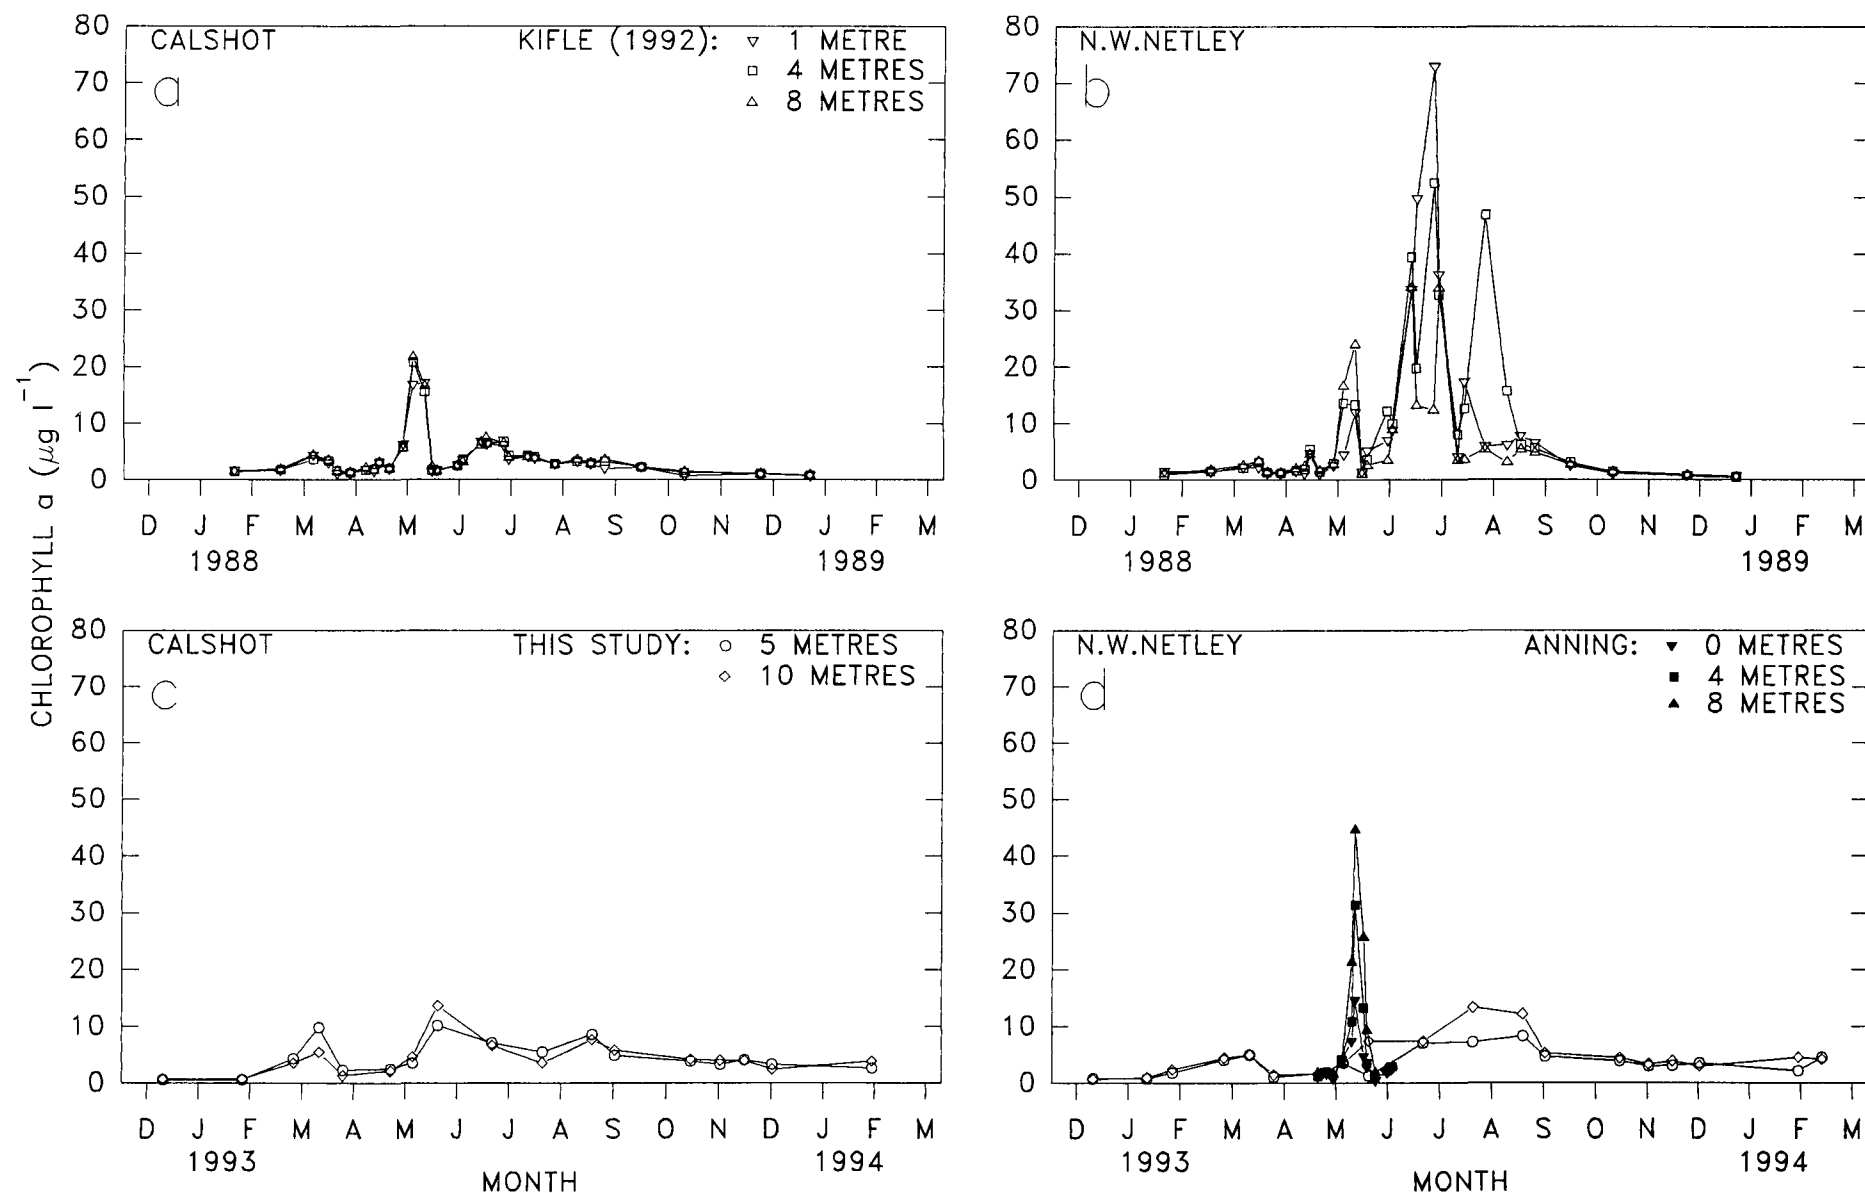 CALSHOT
KIFLE (1992):
1 METRE
4 METRES
8 METRES
a
80
70
60
50
40
30
20
10
0
D J F M A M J J A S O N D J F M
1988 1989
N.W.NETLEY
b
80
70
60
50
40
30
20
10
0
D J F M A M J J A S O N D F M
1988 1989
CHLOROPHYLL a (μg l⁻¹)
CALSHOT
THIS STUDY:
5 METRES
10 METRES
c
80
70
60
50
40
30
20
10
0
D J F M A M J J A S O N D J F M
1993 1994
MONTH
N.W.NETLEY
ANNING:
0 METRES
4 METRES
8 METRES
d
80
70
60
50
40
30
20
10
0
D J F M A M J J A S O N D J F M
1993 1994
MONTH